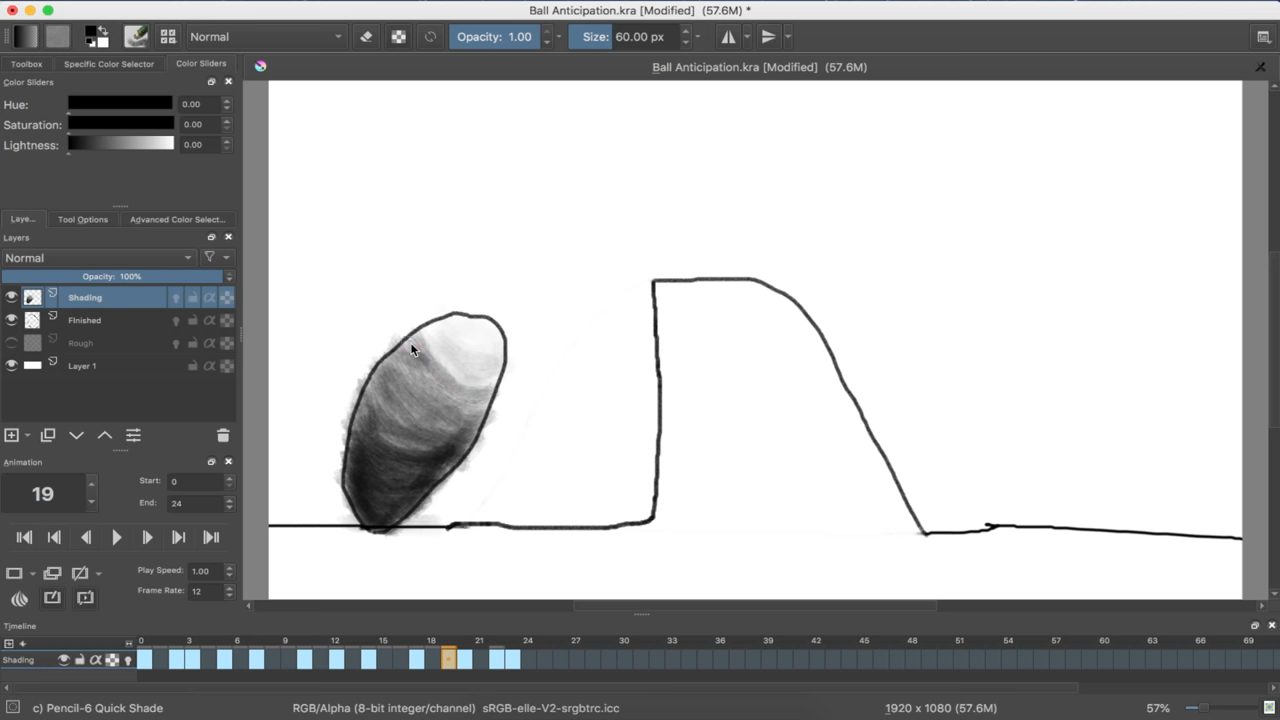 Ball Anticipation.kra [Modified]  (57.6M) *
Normal
Opacity: 1.00
Size: 60.00 px
Toolbox
Specific Color Selector
Color Sliders
Ball Anticipation.kra [Modified]  (57.6M)
Color Sliders
Hue:
0.00
Saturation:
0.00
Lightness:
0.00
Laye...
Tool Options
Advanced Color Select...
Layers
Normal
Opacity: 100%
Shading
FInished
Rough
Layer 1
Animation
19
Start: 0
End: 24
Play Speed: 1.00
Frame Rate: 12
Timeline
0 3 6 9 12 15 18 21 24 27 30 33 36 39 42 45 48 51 54 57 60 63 66 69
Shading
c) Pencil-6 Quick Shade
RGB/Alpha (8-bit integer/channel)  sRGB-elle-V2-srgbtrc.icc
1920 x 1080 (57.6M)
57%